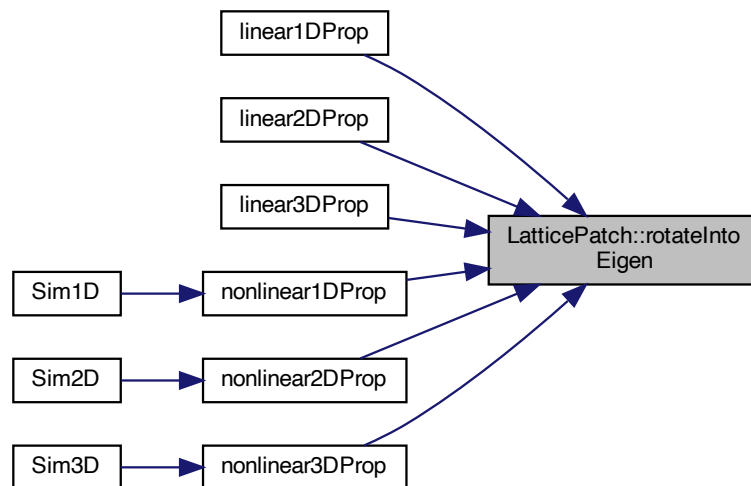 linear1DProp
linear2DProp
linear3DProp
LatticePatch::rotateInto
Eigen
Sim1D
nonlinear1DProp
Sim2D
nonlinear2DProp
Sim3D
nonlinear3DProp